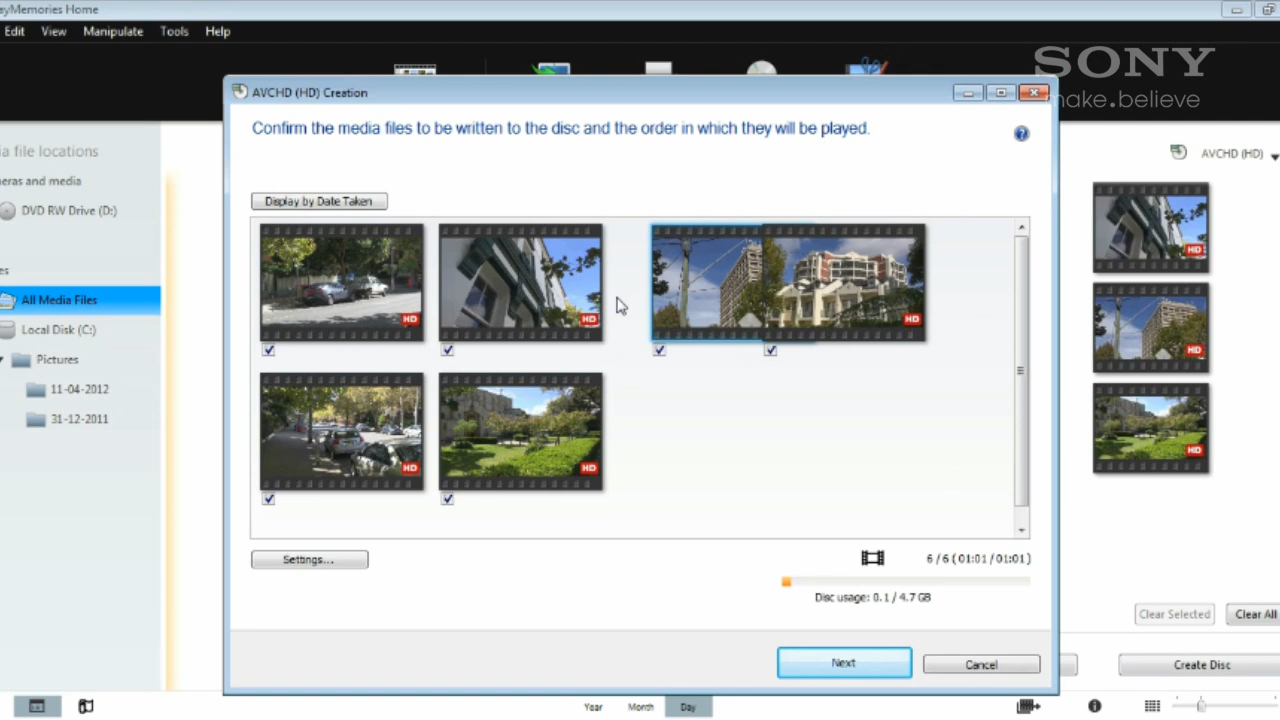 ayMemories Home
Edit View Manipulate Tools Help
SONY
make.believe
AVCHD (HD) Creation
Confirm the media files to be written to the disc and the order in which they will be played.
Display by Date Taken
HD
HD
HD
HD
HD
Settings...
6 / 6 ( 01:01 / 01:01 )
Disc usage: 0.1 / 4.7 GB
Next
Cancel
ia file locations
eras and media
DVD RW Drive (D:)
es
All Media Files
Local Disk (C:)
Pictures
11-04-2012
31-12-2011
AVCHD (HD)
HD
HD
HD
Clear Selected
Clear All
Create Disc
Year
Month
Day